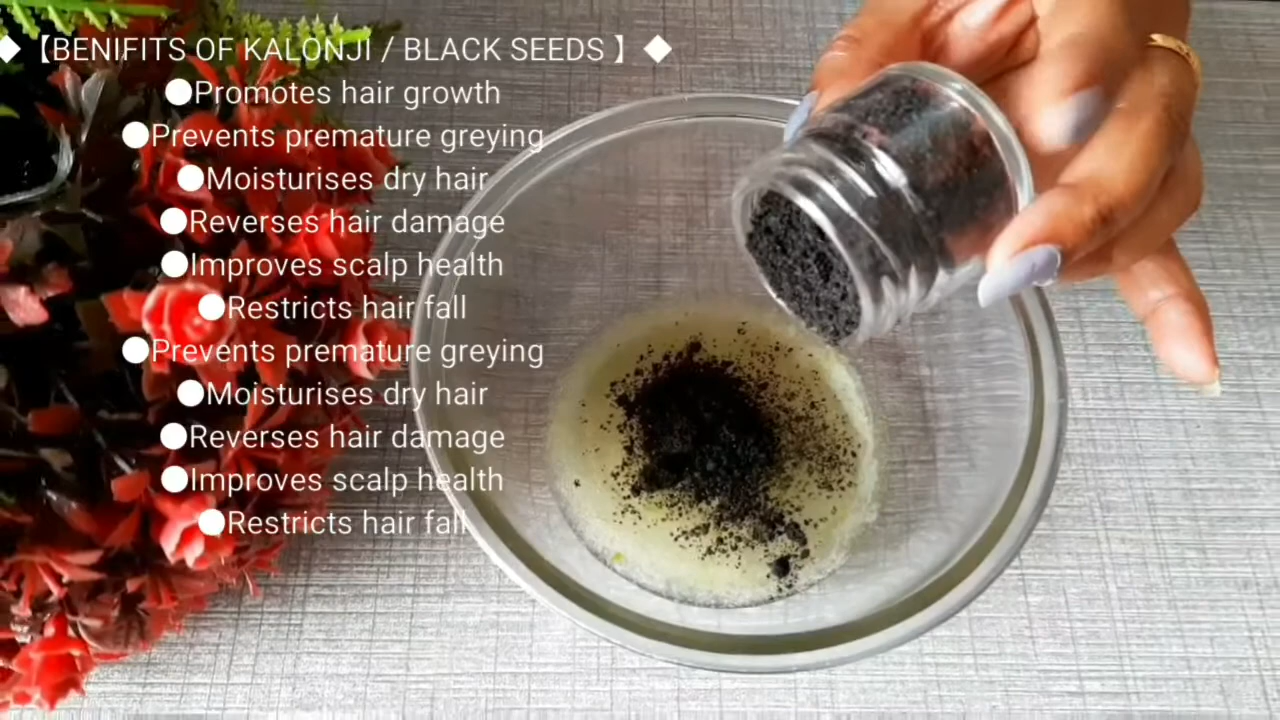 ◆【BENIFITS OF KALONJI / BLACK SEEDS 】◆
●Promotes hair growth
●Prevents premature greying
●Moisturises dry hair
●Reverses hair damage
●Improves scalp health
●Restricts hair fall
●Prevents premature greying
●Moisturises dry hair
●Reverses hair damage
●Improves scalp health
●Restricts hair fall